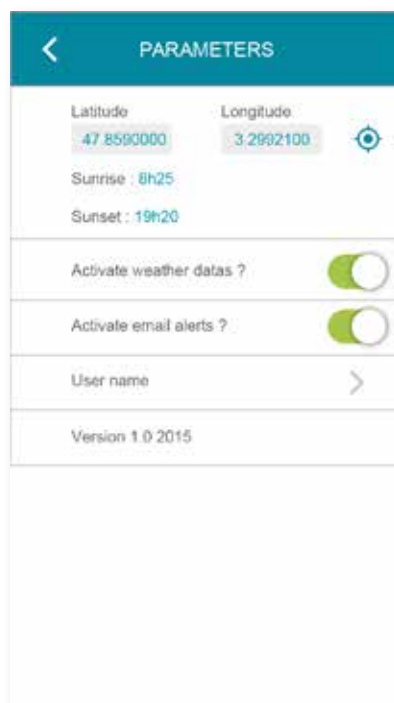 PARAMETERS
Latitude Longitude
47.8590000 3.2992100
Sunrise : 8h25
Sunset : 19h20
Activate weather datas ?
Activate email alerts ?
User name
Version 1.0 2015